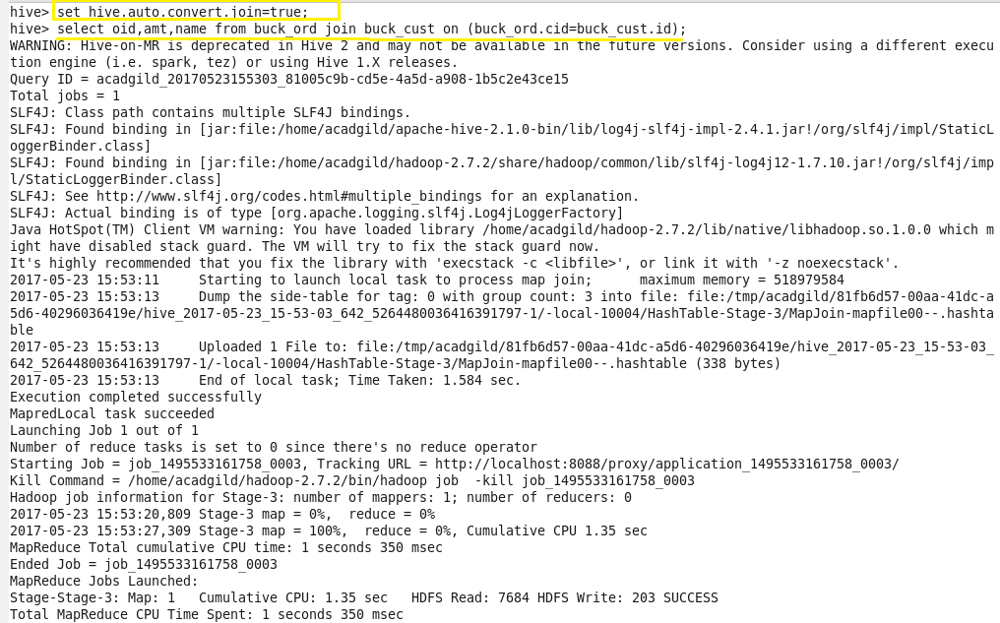 hive> set hive.auto.convert.join=true;
hive> select oid,amt,name from buck_ord join buck_cust on (buck_ord.cid=buck_cust.id);
WARNING: Hive-on-MR is deprecated in Hive 2 and may not be available in the future versions. Consider using a different execu
tion engine (i.e. spark, tez) or using Hive 1.X releases.
Query ID = acadgild_20170523155303_81005c9b-cd5e-4a5d-a908-1b5c2e43ce15
Total jobs = 1
SLF4J: Class path contains multiple SLF4J bindings.
SLF4J: Found binding in [jar:file:/home/acadgild/apache-hive-2.1.0-bin/lib/log4j-slf4j-impl-2.4.1.jar!/org/slf4j/impl/StaticL
oggerBinder.class]
SLF4J: Found binding in [jar:file:/home/acadgild/hadoop-2.7.2/share/hadoop/common/lib/slf4j-log4j12-1.7.10.jar!/org/slf4j/imp
l/StaticLoggerBinder.class]
SLF4J: See http://www.slf4j.org/codes.html#multiple_bindings for an explanation.
SLF4J: Actual binding is of type [org.apache.logging.slf4j.Log4jLoggerFactory]
Java HotSpot(TM) Client VM warning: You have loaded library /home/acadgild/hadoop-2.7.2/lib/native/libhadoop.so.1.0.0 which m
ight have disabled stack guard. The VM will try to fix the stack guard now.
It's highly recommended that you fix the library with 'execstack -c <libfile>', or link it with '-z noexecstack'.
2017-05-23 15:53:11     Starting to launch local task to process map join;      maximum memory = 518979584
2017-05-23 15:53:13     Dump the side-table for tag: 0 with group count: 3 into file: file:/tmp/acadgild/81fb6d57-00aa-41dc-a
5d6-40296036419e/hive_2017-05-23_15-53-03_642_5264480036416391797-1/-local-10004/HashTable-Stage-3/MapJoin-mapfile00--.hashta
ble
2017-05-23 15:53:13     Uploaded 1 File to: file:/tmp/acadgild/81fb6d57-00aa-41dc-a5d6-40296036419e/hive_2017-05-23_15-53-03_
642_5264480036416391797-1/-local-10004/HashTable-Stage-3/MapJoin-mapfile00--.hashtable (338 bytes)
2017-05-23 15:53:13     End of local task; Time Taken: 1.584 sec.
Execution completed successfully
MapredLocal task succeeded
Launching Job 1 out of 1
Number of reduce tasks is set to 0 since there's no reduce operator
Starting Job = job_1495533161758_0003, Tracking URL = http://localhost:8088/proxy/application_1495533161758_0003/
Kill Command = /home/acadgild/hadoop-2.7.2/bin/hadoop job  -kill job_1495533161758_0003
Hadoop job information for Stage-3: number of mappers: 1; number of reducers: 0
2017-05-23 15:53:20,809 Stage-3 map = 0%,  reduce = 0%
2017-05-23 15:53:27,309 Stage-3 map = 100%,  reduce = 0%, Cumulative CPU 1.35 sec
MapReduce Total cumulative CPU time: 1 seconds 350 msec
Ended Job = job_1495533161758_0003
MapReduce Jobs Launched:
Stage-Stage-3: Map: 1   Cumulative CPU: 1.35 sec   HDFS Read: 7684 HDFS Write: 203 SUCCESS
Total MapReduce CPU Time Spent: 1 seconds 350 msec